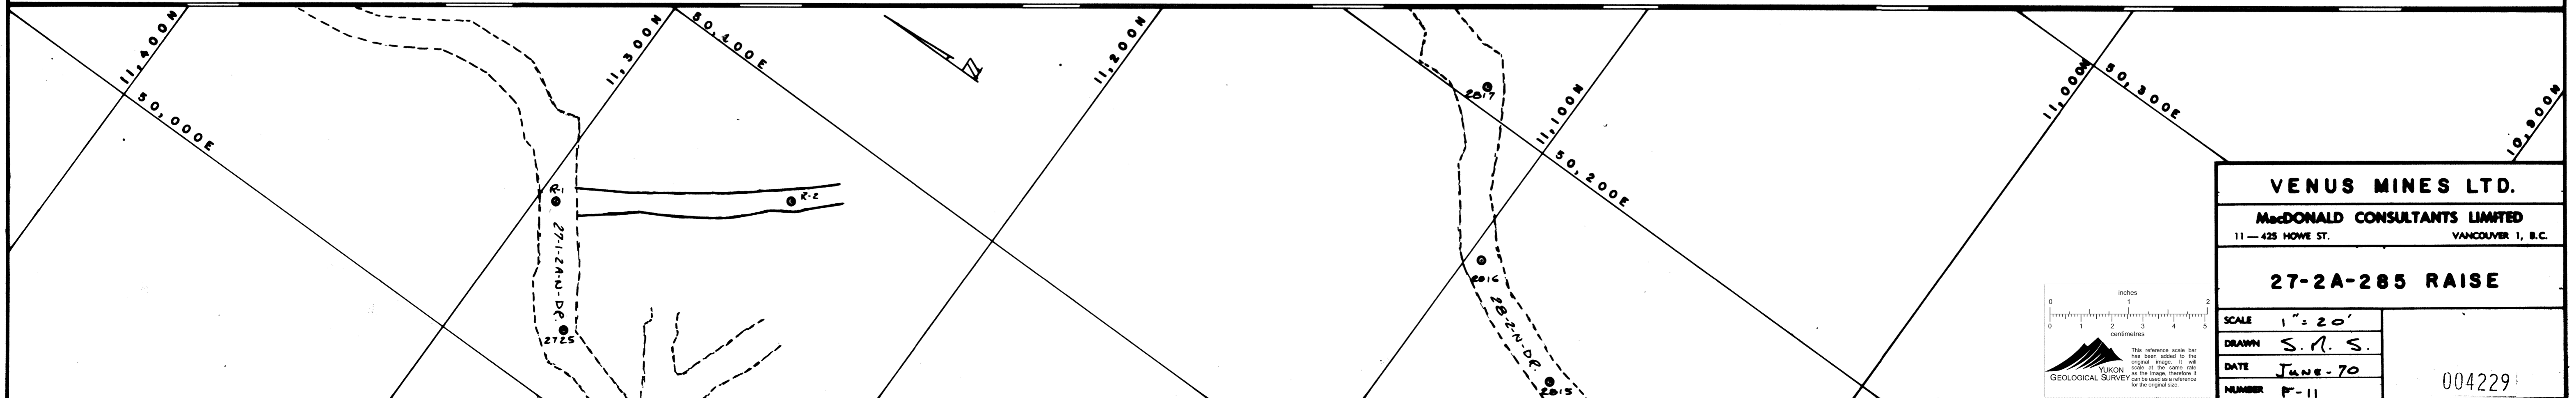 11,400N
50,000E
11,300N
50,100E
11,200N
2817
11,100N
50,200E
11,000N
50,300E
10,900N
R-1
R-2
27-1-2A-N-DR.
2725
2816
28-2-N-DR.
2815
VENUS MINES LTD.
MacDONALD CONSULTANTS LIMITED
11 — 425 HOWE ST. VANCOUVER 1, B.C.
27-2A-285 RAISE
SCALE 1" = 20'
DRAWN S. M. S.
DATE JUNE-70
NUMBER F-11
004229
inches
0 1 2
0 1 2 3 4 5
centimetres
YUKON
GEOLOGICAL SURVEY
This reference scale bar
has been added to the
original image. It will
scale at the same rate
as the image, therefore it
can be used as a reference
for the original size.